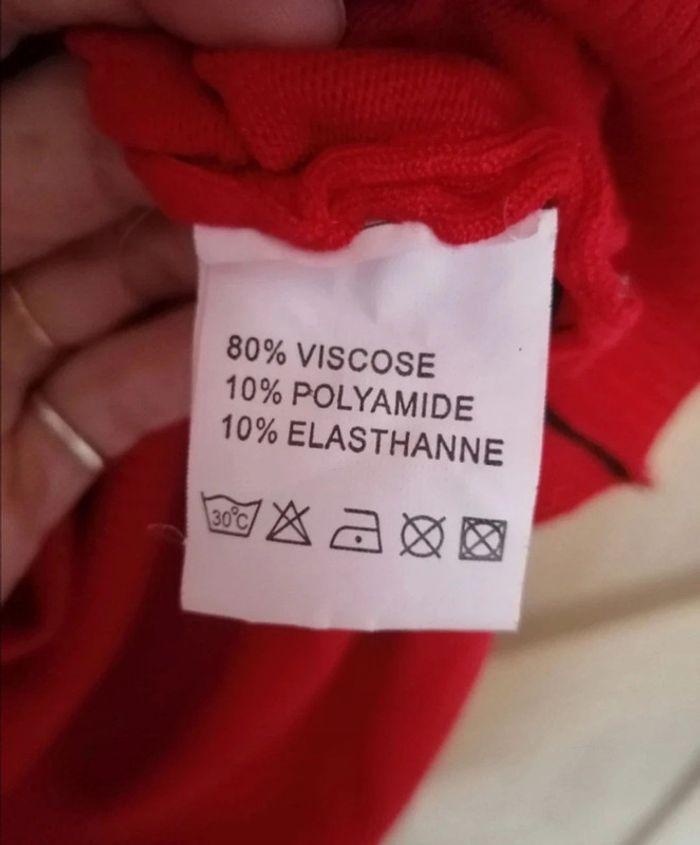 80% VISCOSE
10% POLYAMIDE
10% ELASTHANNE
30°C